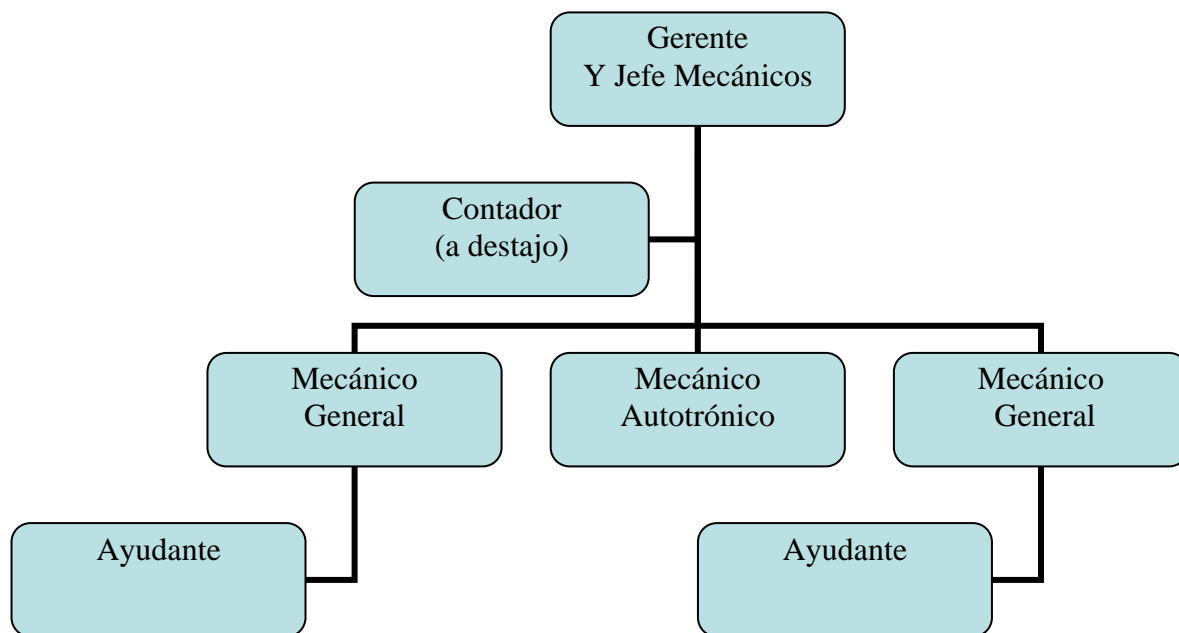 Gerente
Y Jefe Mecánicos
Contador
(a destajo)
Mecánico
General
Mecánico
Autotrónico
Mecánico
General
Ayudante
Ayudante